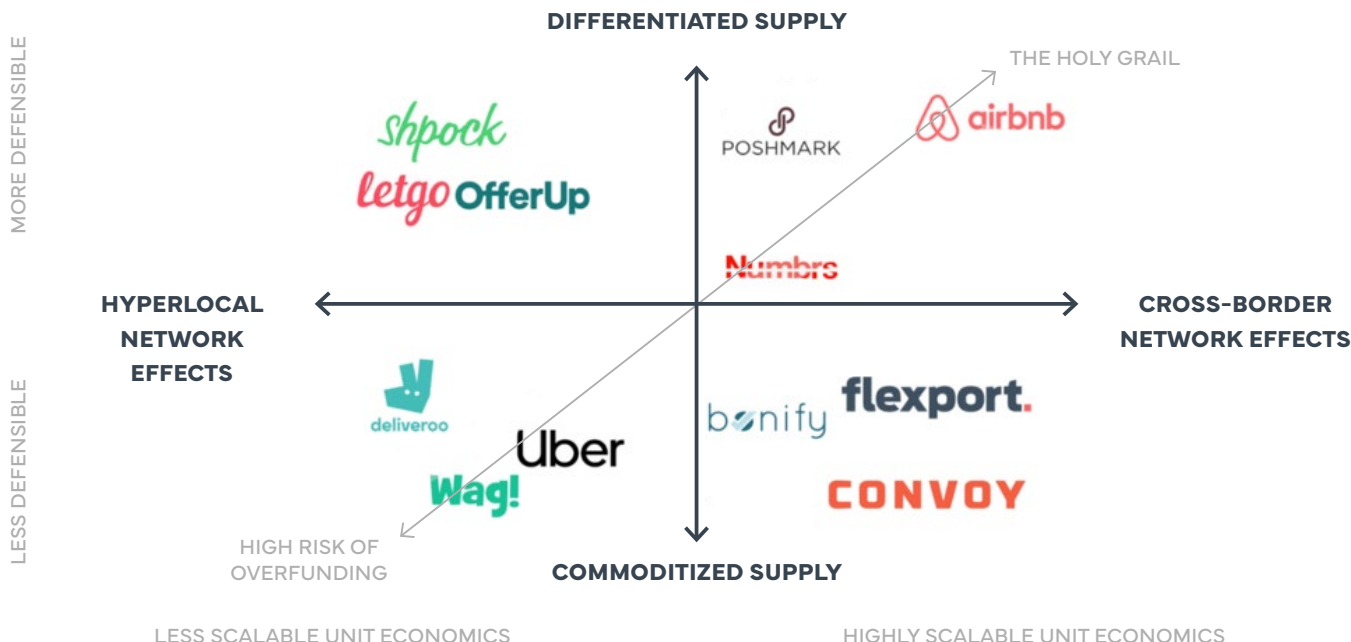 DIFFERENTIATED SUPPLY
MORE DEFENSIBLE
THE HOLY GRAIL
shpock
POSHMARK
airbnb
letgo OfferUp
Numbrs
HYPERLOCAL
NETWORK
EFFECTS
CROSS-BORDER
NETWORK EFFECTS
LESS DEFENSIBLE
deliveroo
Uber
Wag!
bonify
flexport.
CONVOY
HIGH RISK OF
OVERFUNDING
COMMODITIZED SUPPLY
LESS SCALABLE UNIT ECONOMICS
HIGHLY SCALABLE UNIT ECONOMICS